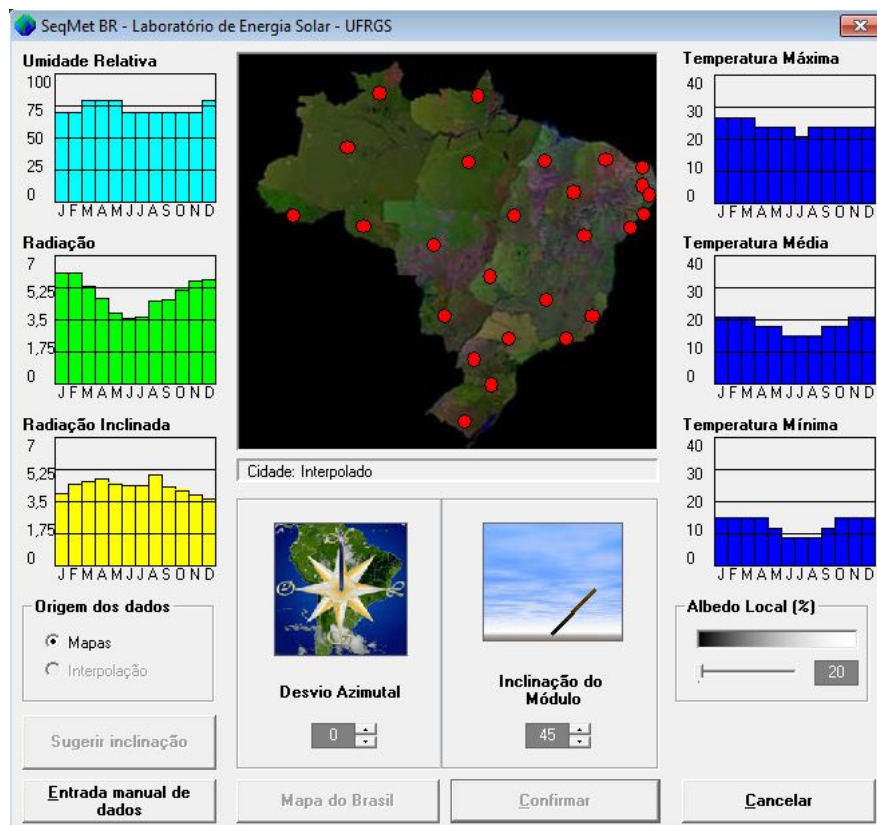 SeqMet BR - Laboratório de Energia Solar - UFRGS
Umidade Relativa
100
75
50
25
0
J F M A M J J A S O N D
Radiação
7
5,25
3,5
1,75
0
J F M A M J J A S O N D
Radiação Inclinada
7
5,25
3,5
1,75
0
J F M A M J J A S O N D
Origem dos dados
Mapas
Interpolação
Sugerir inclinação
Entrada manual de
dados
Cidade: Interpolado
Desvio Azimutal
0
Inclinação do
Módulo
45
Mapa do Brasil
Confirmar
Temperatura Máxima
40
30
20
10
0
J F M A M J J A S O N D
Temperatura Média
40
30
20
10
0
J F M A M J J A S O N D
Temperatura Mínima
40
30
20
10
0
J F M A M J J A S O N D
Albedo Local (%)
20
Cancelar